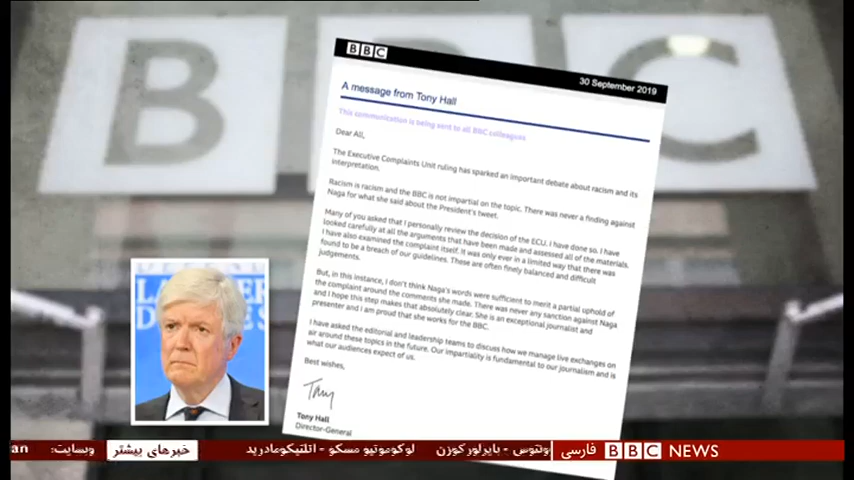 BBC
BBC
30 September 2019
A message from Tony Hall
This communication is being sent to all BBC colleagues
Dear All,
The Executive Complaints Unit ruling has sparked an important debate about racism and its
interpretation.
Racism is racism and the BBC is not impartial on the topic. There was never a finding against
Naga for what she said about the President's tweet.
Many of you asked that I personally review the decision of the ECU. I have done so. I have
looked carefully at all the arguments that have been made and assessed all of the materials.
I have also examined the complaint itself. It was only ever in a limited way that there was
found to be a breach of our guidelines. These are often finely balanced and difficult
judgements.
But, in this instance, I don't think Naga's words were sufficient to merit a partial uphold of
the complaint around the comments she made. There was never any sanction against Naga
and I hope this step makes that absolutely clear. She is an exceptional journalist and
presenter and I am proud that she works for the BBC.
I have asked the editorial and leadership teams to discuss how we manage live exchanges on
air around these topics in the future. Our impartiality is fundamental to our journalism and is
what our audiences expect of us.
Best wishes,
Tony
Tony Hall
Director-General
یوونتوس - بایرلورکوزن لوکوموتیو مسکو - اتلتیکومادرید
خبرهای بیشتر
وبسایت:
فارسی BBC NEWS